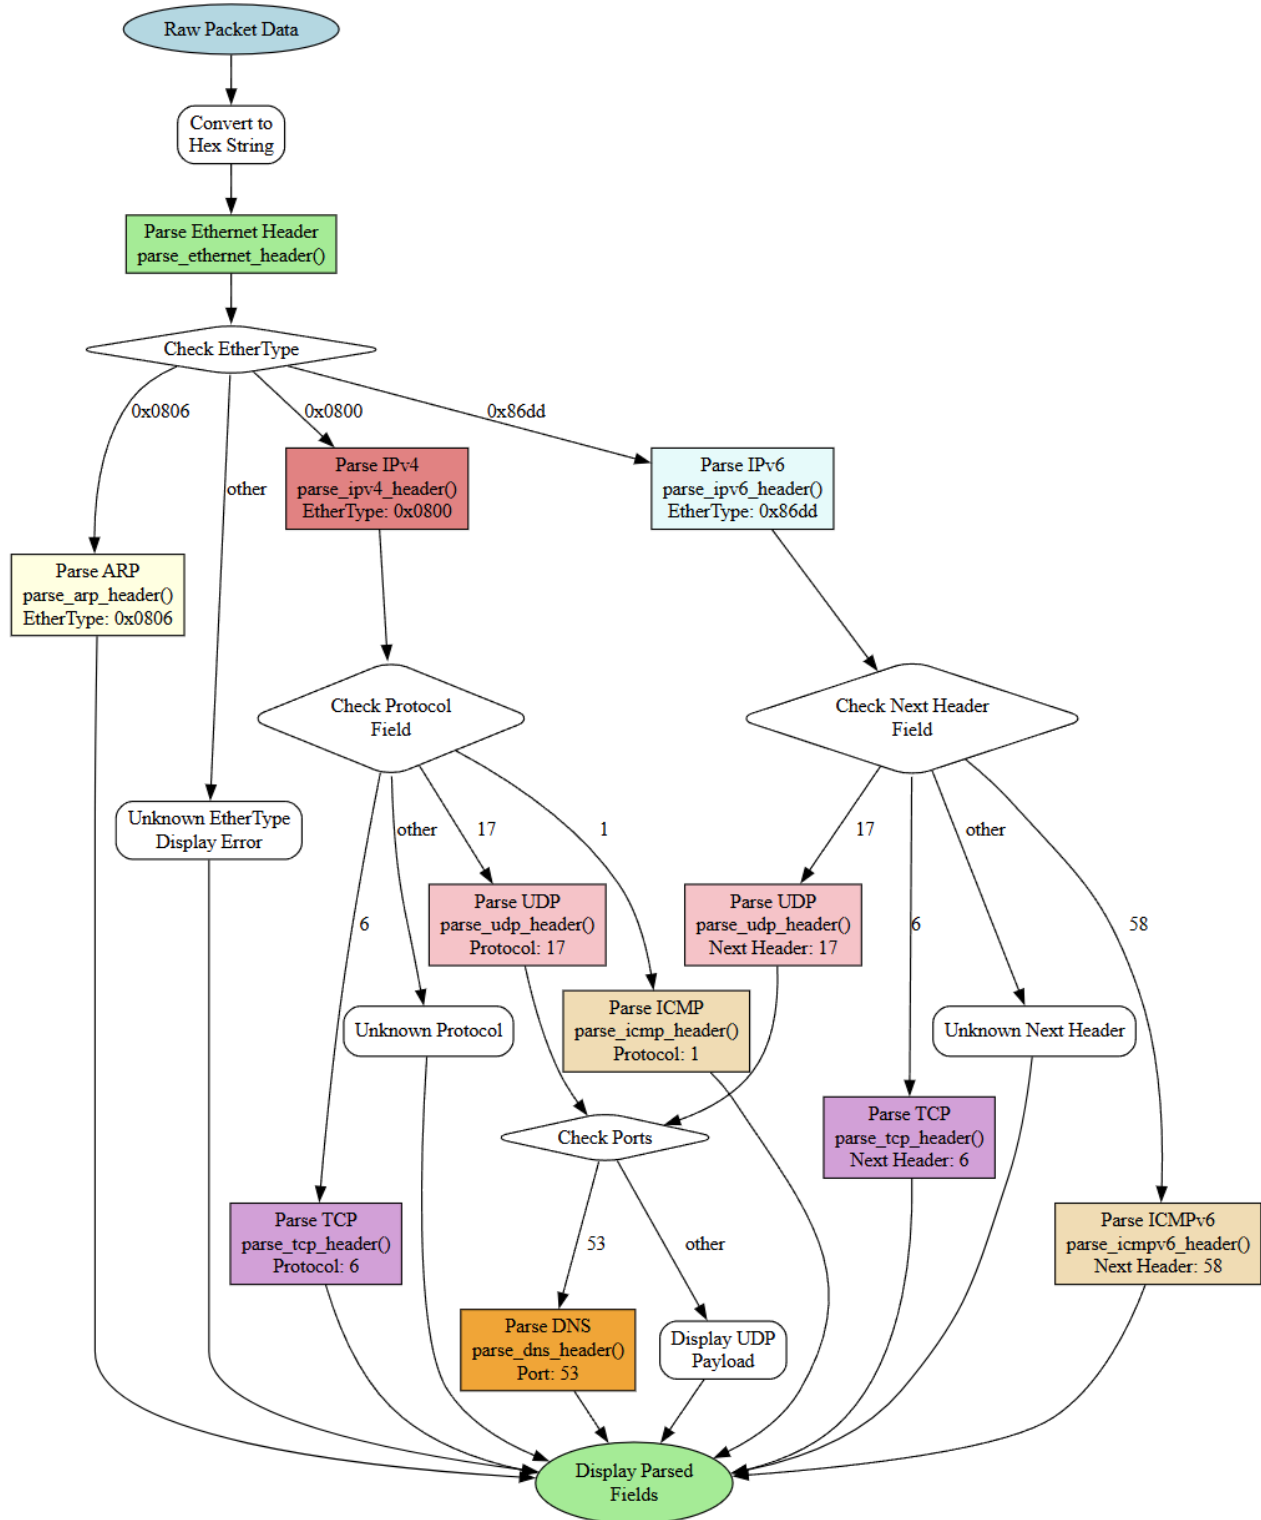 Raw Packet Data
Convert to
Hex String
Parse Ethernet Header
parse_ethernet_header()
Check EtherType
0x0806
other
0x0800
0x86dd
Parse IPv4
parse_ipv4_header()
EtherType: 0x0800
Parse IPv6
parse_ipv6_header()
EtherType: 0x86dd
Parse ARP
parse_arp_header()
EtherType: 0x0806
Check Protocol
Field
Check Next Header
Field
Unknown EtherType
Display Error
6
other
17
1
17
6
other
58
Parse UDP
parse_udp_header()
Protocol: 17
Parse UDP
parse_udp_header()
Next Header: 17
Unknown Protocol
Parse ICMP
parse_icmp_header()
Protocol: 1
Unknown Next Header
Check Ports
Parse TCP
parse_tcp_header()
Next Header: 6
Parse TCP
parse_tcp_header()
Protocol: 6
53
other
Parse ICMPv6
parse_icmpv6_header()
Next Header: 58
Parse DNS
parse_dns_header()
Port: 53
Display UDP
Payload
Display Parsed
Fields